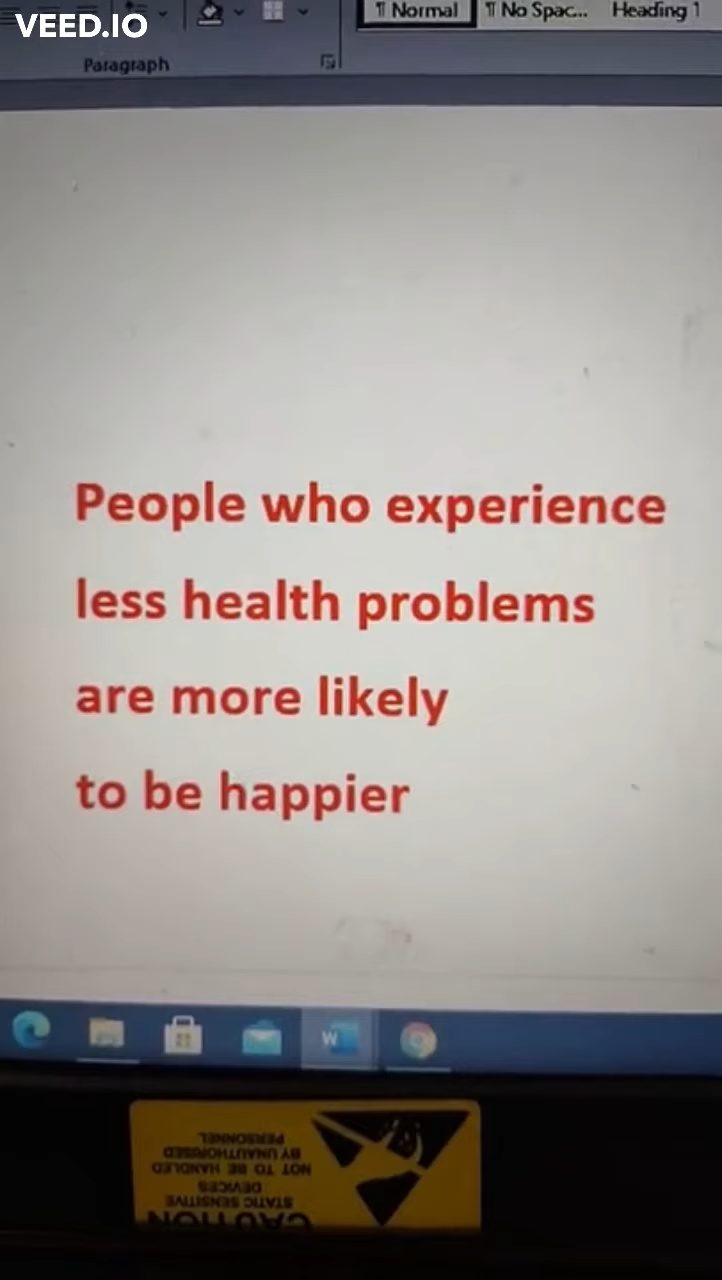 VEED.IO
¶ Normal
¶ No Spac...
Heading 1
Paragraph
People who experience
less health problems
are more likely
to be happier
CAUTION
STATIC SENSITIVE
DEVICES
NOT TO BE HANDLED
BY UNAUTHORISED
PERSONNEL